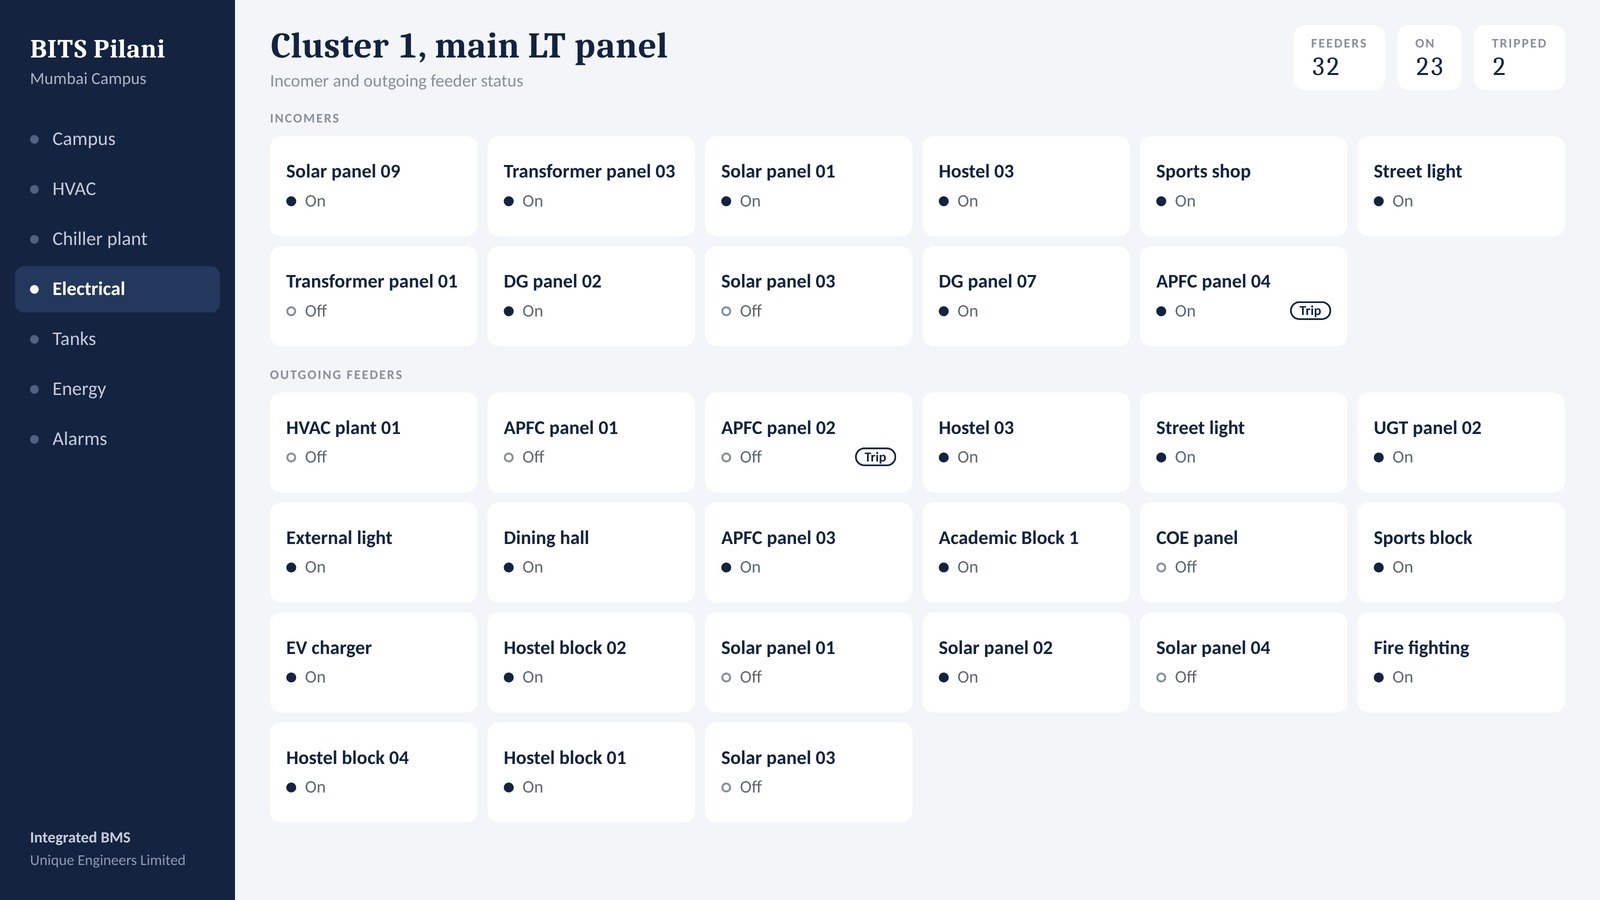 BITS Pilani
Mumbai Campus
Campus
HVAC
Chiller plant
Electrical
Tanks
Energy
Alarms
Integrated BMS
Unique Engineers Limited
Cluster 1, main LT panel
Incomer and outgoing feeder status
FEEDERS
32
ON
23
TRIPPED
2
INCOMERS
Solar panel 09
On
Transformer panel 03
On
Solar panel 01
On
Hostel 03
On
Sports shop
On
Street light
On
Transformer panel 01
Off
DG panel 02
On
Solar panel 03
Off
DG panel 07
On
APFC panel 04
On
Trip
OUTGOING FEEDERS
HVAC plant 01
Off
APFC panel 01
Off
APFC panel 02
Off
Trip
Hostel 03
On
Street light
On
UGT panel 02
On
External light
On
Dining hall
On
APFC panel 03
On
Academic Block 1
On
COE panel
Off
Sports block
On
EV charger
On
Hostel block 02
On
Solar panel 01
Off
Solar panel 02
On
Solar panel 04
Off
Fire fighting
On
Hostel block 04
On
Hostel block 01
On
Solar panel 03
Off